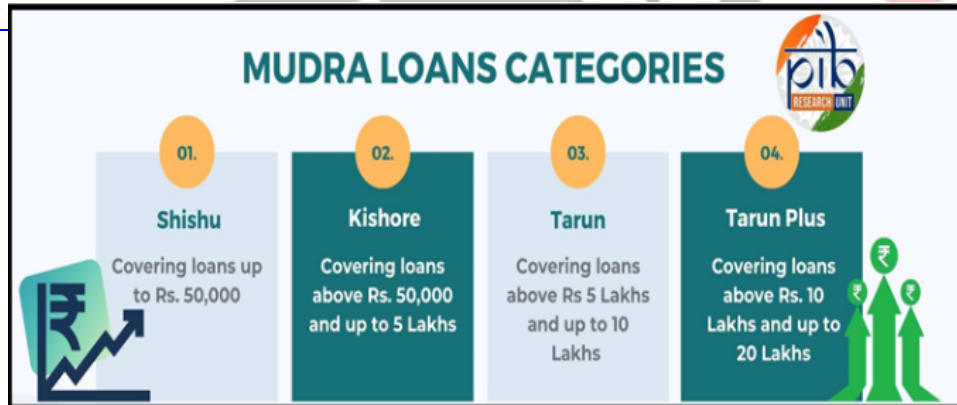 MUDRA LOANS CATEGORIES
pib
RESEARCH UNIT
01.
Shishu
Covering loans up
to Rs. 50,000
02.
Kishore
Covering loans
above Rs. 50,000
and up to 5 Lakhs
03.
Tarun
Covering loans
above Rs 5 Lakhs
and up to 10
Lakhs
04.
Tarun Plus
Covering loans
above Rs. 10
Lakhs and up to
20 Lakhs
₹
₹
₹
₹